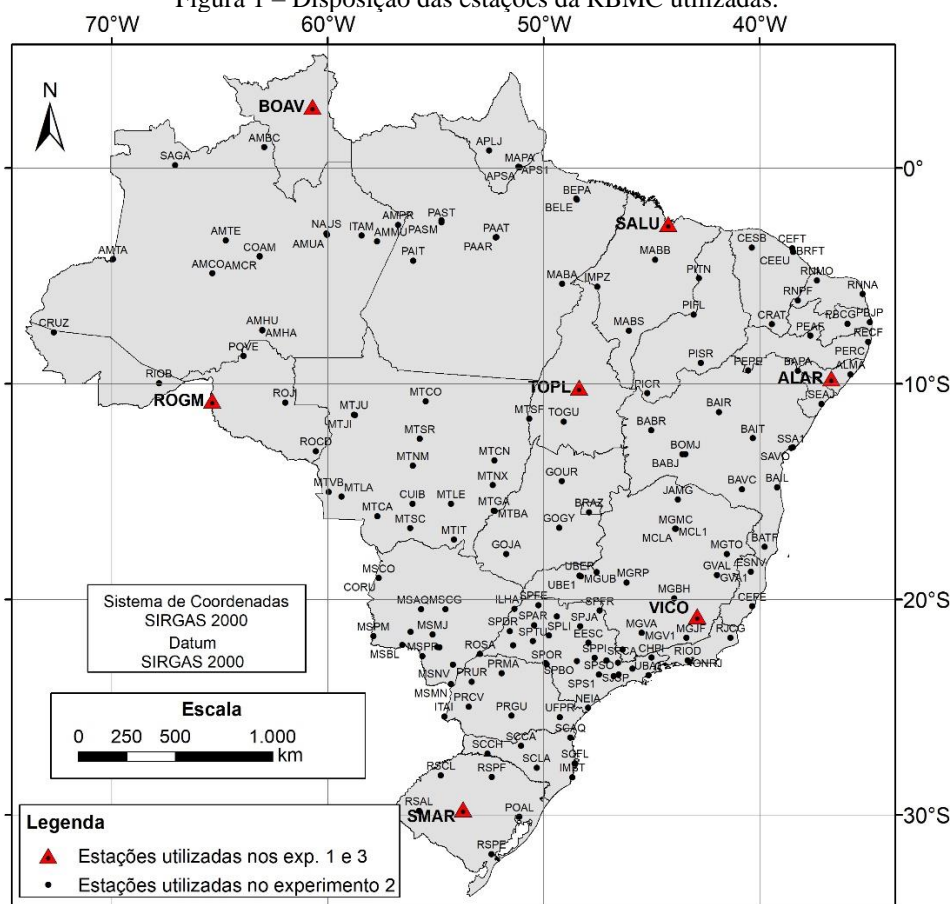 Figura 1 – Disposição das estações da RBMC utilizadas.
70°W 60°W 50°W 40°W
N
BOAV
AMBC
SAGA
APLJ
MAPA
APSA APS1
0°
BEPA
BELE
SALU
AMTE
NAUS ITAM AMPR PAST
PASM
AMUA AMMU
PAAT
PAAR
COAM
PAIT
AMTA
AMCO AMCR
MABB
CESB CEFT
CEEU BRFT
PITN
MABA IMPZ
RNMO
RNPF RNNA
PIFL
CRUZ
AMHU
AMHA
MABS
CRAT PBCG PBJP
PEAF RECF
POVE
PISR
PEPE BAPA PERC
ALMA
RIOB
ROGM
TOPL
ALAR
10°S
ROJI
MTCO
PICR
SEAJ
MTJU
MTJI
MTSF TOGU
BABR
BAIR
MTSR
ROCD
BAIT
SSA1
SAVO
MTNM
MTCN
BOMJ
BABJ
MTVB MTLA
MTNX
GOUR
BAVC BAIL
CUIB MTLE
MTGA
MTBA
JAMG
MTCA
BRAZ
MTSC
MTIT
GOGY
MGMC
MCL1
MCLA
GOJA
MGTO BATF
MSCO
CORU
UBER
UBE1 MGUB
MGRP
GVAL ESNV
GVA1
MGBH
20°S
MSAQ MSCG
ILHA SPFE
SPFR
VICO
CEFE
MSPM
MSMJ
SPDR SPAR
SPJA
SPLI
MGVA
MGV1
MGJF RJCG
MSBL
SPTU
EESC
ROSA
SPPI
CHPI
RIOD
ONRJ
MSNV
PRMA
SPOR
SPBO
SPSO
UBA1
MSMN
PRUR
SPS1 SJSP
PRCV
NEIA
ITAI
PRGU
UFPR
SCAQ
SCCH
SCCA
RSCL
RSPF
SCLA
SCFL
IMBT
RSAL
SMAR
POAL
30°S
RSPE
Sistema de Coordenadas
SIRGAS 2000
Datum
SIRGAS 2000
Escala
0 250 500 1.000
km
Legenda
Estações utilizadas nos exp. 1 e 3
Estações utilizadas no experimento 2